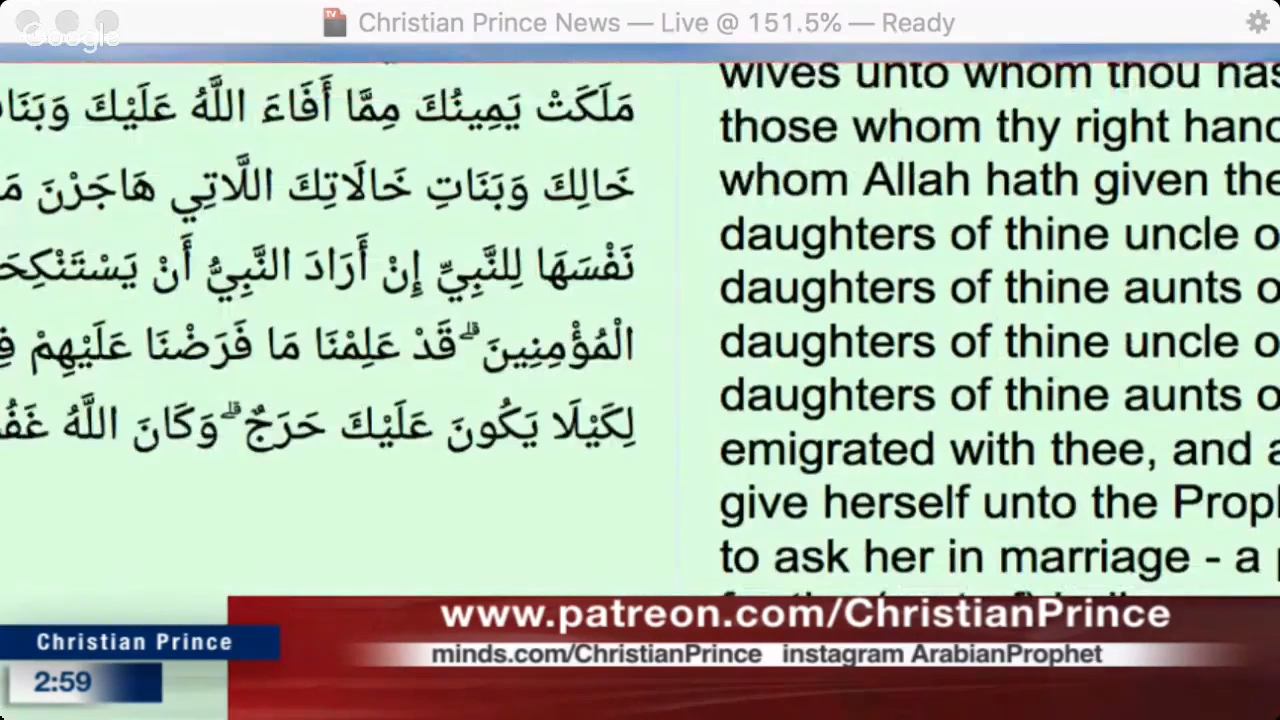 Christian Prince News — Live @ 151.5% — Ready
Google
مَلَكَتْ يَمِينُكَ مِمَّا أَفَاءَ اللَّهُ عَلَيْكَ وَبَنَاتِ
خَالِكَ وَبَنَاتِ خَالَاتِكَ اللَّاتِي هَاجَرْنَ
نَفْسَهَا لِلنَّبِيِّ إِنْ أَرَادَ النَّبِيُّ أَنْ يَسْتَنْكِحَ
الْمُؤْمِنِينَ ۗ قَدْ عَلِمْنَا مَا فَرَضْنَا عَلَيْهِمْ
لِكَيْلَا يَكُونَ عَلَيْكَ حَرَجٌ ۗ وَكَانَ اللَّهُ
wives unto whom thou has
those whom thy right hand
whom Allah hath given the
daughters of thine uncle o
daughters of thine aunts o
daughters of thine uncle o
daughters of thine aunts o
emigrated with thee, and a
give herself unto the Prop
to ask her in marriage - a
www.patreon.com/ChristianPrince
minds.com/ChristianPrince instagram ArabianProphet
Christian Prince
2:59